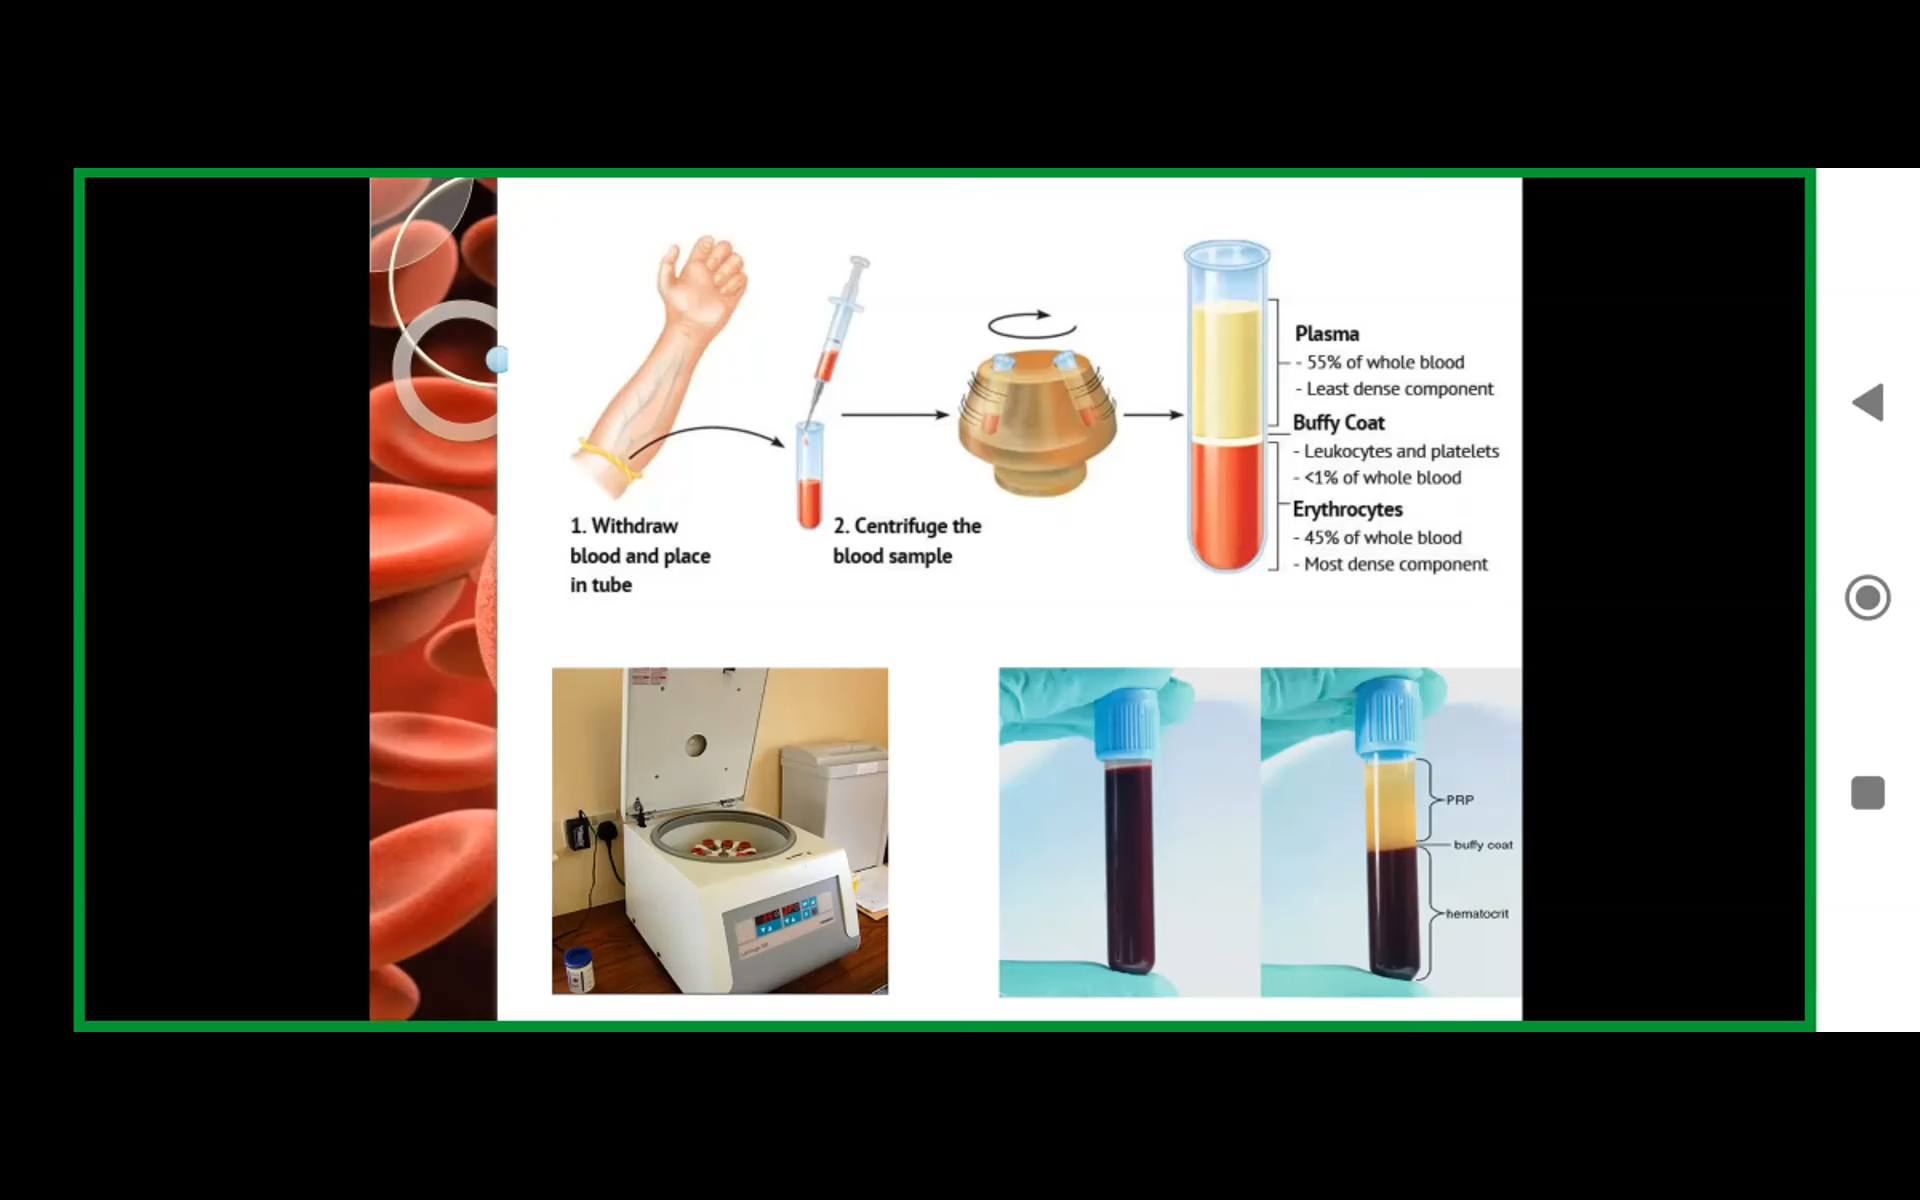 Plasma
- 55% of whole blood
- Least dense component
Buffy Coat
- Leukocytes and platelets
- <1% of whole blood
Erythrocytes
- 45% of whole blood
- Most dense component
1. Withdraw
blood and place
in tube
2. Centrifuge the
blood sample
PRP
buffy coat
hematocrit